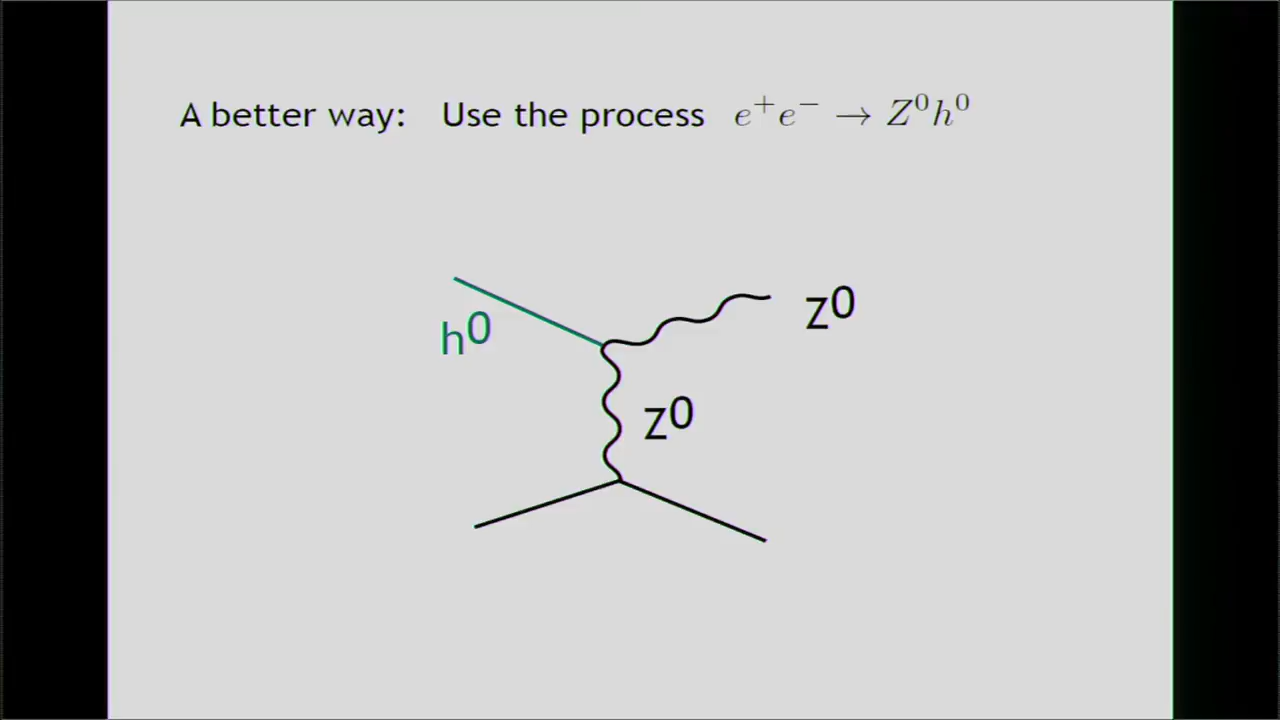 A better way: Use the process e⁺e⁻ → Z⁰h⁰
Z⁰
h⁰
Z⁰